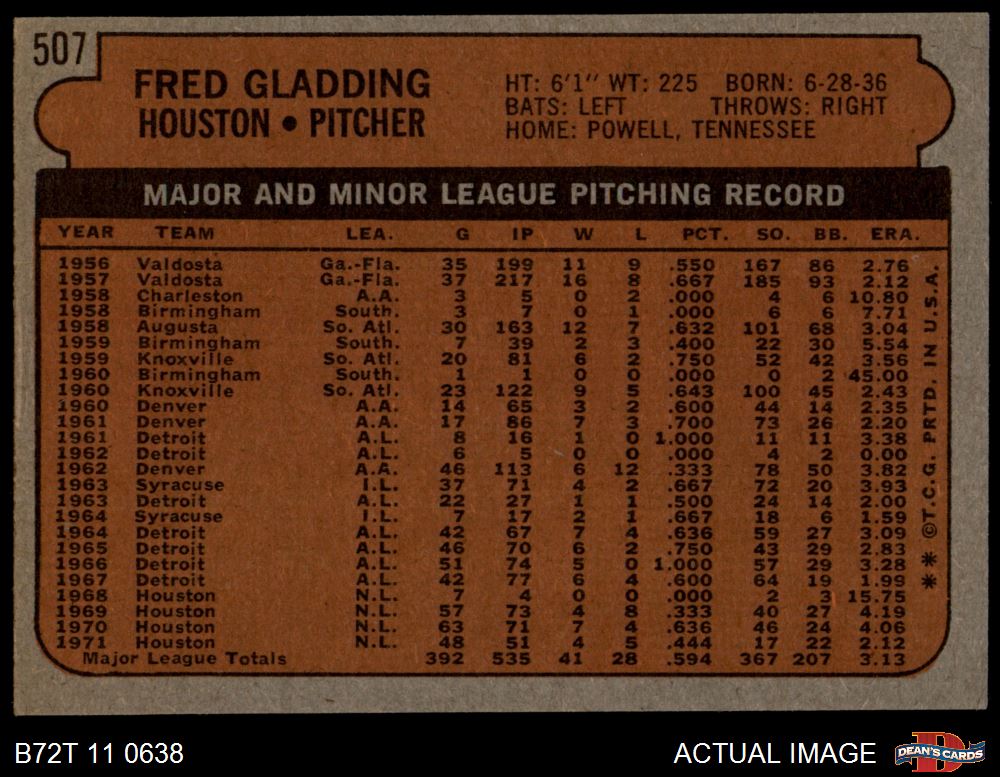 507
FRED GLADDING
HOUSTON • PITCHER
HT: 6'1" WT: 225 BORN: 6-28-36
BATS: LEFT THROWS: RIGHT
HOME: POWELL, TENNESSEE
MAJOR AND MINOR LEAGUE PITCHING RECORD
YEAR TEAM LEA. G IP W L PCT. SO. BB. ERA.
1956 Valdosta Ga.-Fla. 35 199 11 9 .550 167 86 2.76
1957 Valdosta Ga.-Fla. 37 217 16 8 .667 185 93 2.12
1958 Charleston A.A. 3 5 0 2 .000 4 6 10.80
1958 Birmingham South. 3 7 0 1 .000 6 6 7.71
1958 Augusta So. Atl. 30 163 12 7 .632 101 68 3.04
1959 Birmingham South. 7 39 2 3 .400 22 30 5.54
1959 Knoxville So. Atl. 20 81 6 2 .750 52 42 3.56
1960 Birmingham South. 1 1 0 0 .000 0 2 45.00
1960 Knoxville So. Atl. 23 122 9 5 .643 100 45 2.43
1960 Denver A.A. 14 65 3 2 .600 44 14 2.35
1961 Denver A.A. 17 86 7 3 .700 73 26 2.20
1961 Detroit A.L. 8 16 1 0 1.000 11 11 3.38
1962 Detroit A.L. 6 5 0 0 .000 4 2 0.00
1962 Denver A.A. 46 113 6 12 .333 78 50 3.82
1963 Syracuse I.L. 37 71 4 2 .667 72 20 3.93
1963 Detroit A.L. 22 27 1 1 .500 24 14 2.00
1964 Syracuse I.L. 7 17 2 1 .667 18 6 1.59
1964 Detroit A.L. 42 67 7 4 .636 59 27 3.09
1965 Detroit A.L. 46 70 6 2 .750 43 29 2.83
1966 Detroit A.L. 51 74 5 0 1.000 57 29 3.28
1967 Detroit A.L. 42 77 6 4 .600 64 19 1.99
1968 Houston N.L. 7 4 0 0 .000 2 3 15.75
1969 Houston N.L. 57 73 4 8 .333 40 27 4.19
1970 Houston N.L. 63 71 7 4 .636 46 24 4.06
1971 Houston N.L. 48 51 4 5 .444 17 22 2.12
Major League Totals 392 535 41 28 .594 367 207 3.13
** ©T.C.G. PRTD. IN U.S.A.
B72T 11 0638
ACTUAL IMAGE
D
DEAN'S CARDS